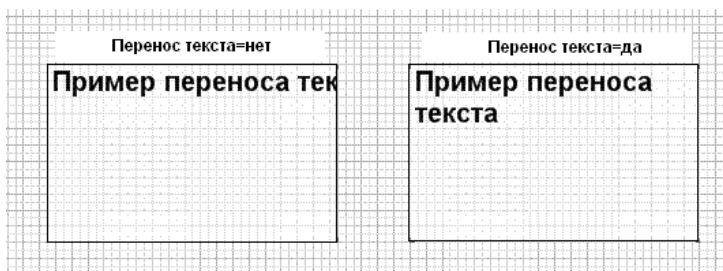 Перенос текста=нет
Пример переноса тек
Перенос текста=да
Пример переноса
текста